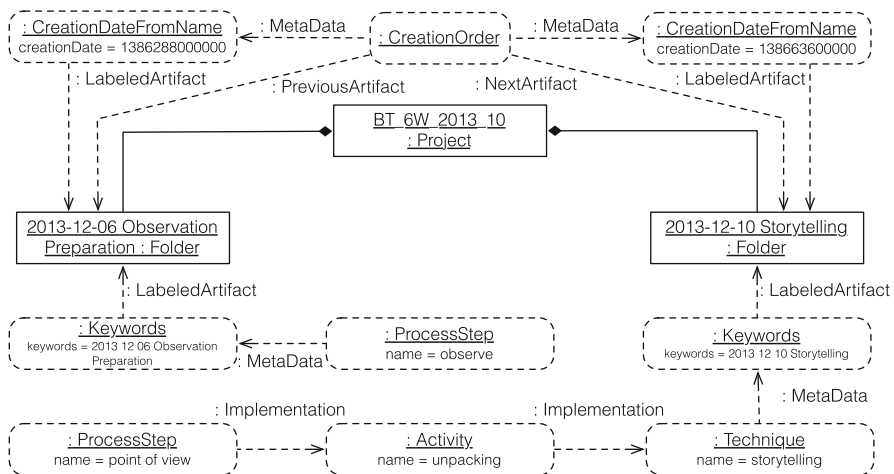 : CreationDateFromName
creationDate = 1386288000000
: MetaData
: CreationOrder
: MetaData
: CreationDateFromName
creationDate = 138663600000
: LabeledArtifact
: PreviousArtifact
: NextArtifact
: LabeledArtifact
BT_6W_2013_10
: Project
2013-12-06 Observation
Preparation : Folder
2013-12-10 Storytelling
: Folder
: LabeledArtifact
: LabeledArtifact
: Keywords
keywords = 2013 12 06 Observation
Preparation
: MetaData
: ProcessStep
name = observe
: Keywords
keywords = 2013 12 10 Storytelling
: MetaData
: Implementation
: Implementation
: ProcessStep
name = point of view
: Activity
name = unpacking
: Technique
name = storytelling